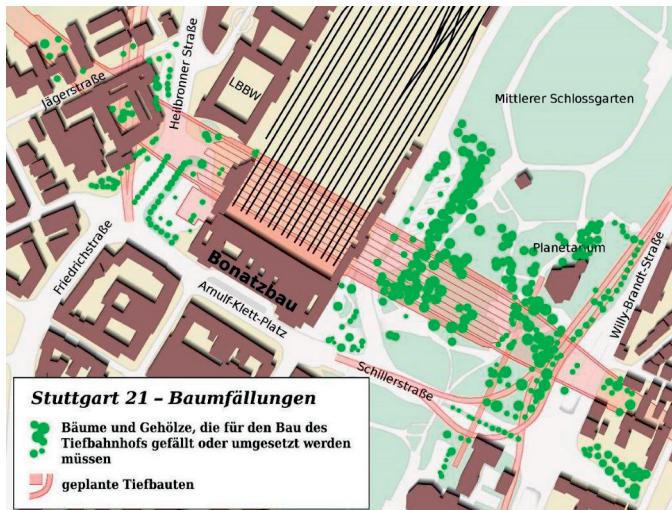 Jägerstraße
Heilbronner Straße
LBBW
Mittlerer Schlossgarten
Friedrichstraße
Bonatzbau
Arnulf-Klett-Platz
Planetarium
Willy-Brandt-Straße
Schillerstraße
Stuttgart 21 – Baumfällungen
Bäume und Gehölze, die für den Bau des
Tiefbahnhofs gefällt oder umgesetzt werden
müssen
geplante Tiefbauten